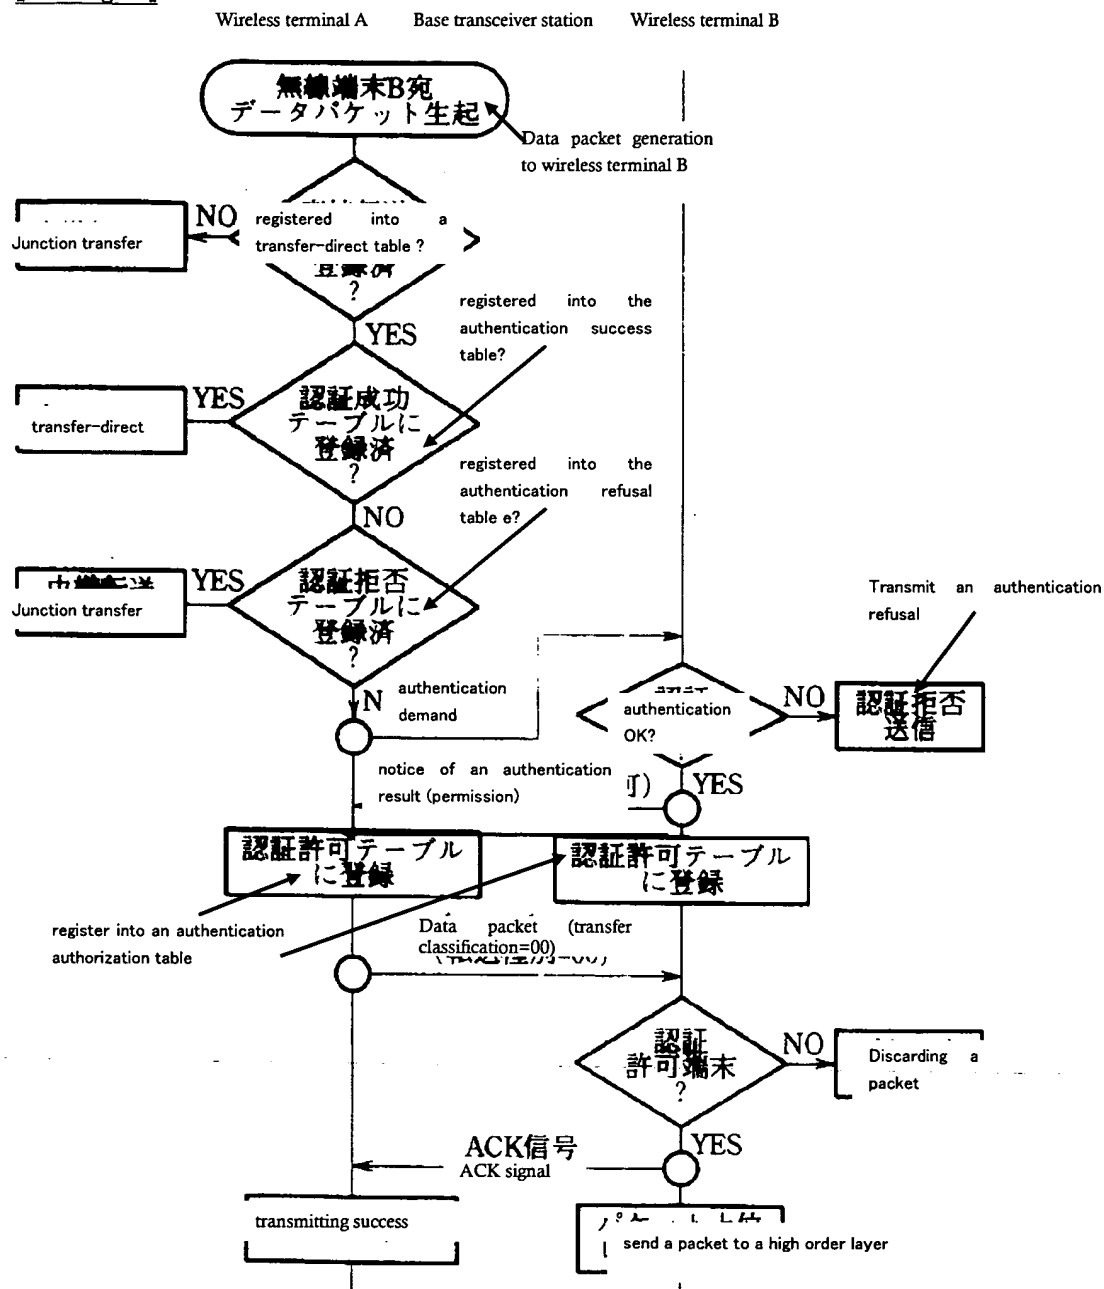 Wireless terminal A
Base transceiver station
Wireless terminal B
無線端末B宛
データパケット生起
Data packet generation
to wireless terminal B
NO
Junction transfer
registered into a
transfer-direct table ?
登録済
?
YES
registered into the
authentication success
table?
YES
transfer-direct
認証成功
テーブルに
登録済
?
NO
registered into the
authentication refusal
table e?
YES
中継転送
Junction transfer
認証拒否
テーブルに
登録済
?
N
authentication
demand
Transmit an authentication
refusal
authentication
OK?
NO
認証拒否
送信
notice of an authentication
result (permission)
可)
YES
認証許可テーブル
に登録
認証許可テーブル
に登録
register into an authentication
authorization table
Data packet (transfer
classification=00)
認証
許可端末
?
NO
Discarding a
packet
YES
ACK信号
ACK signal
transmitting success
send a packet to a high order layer